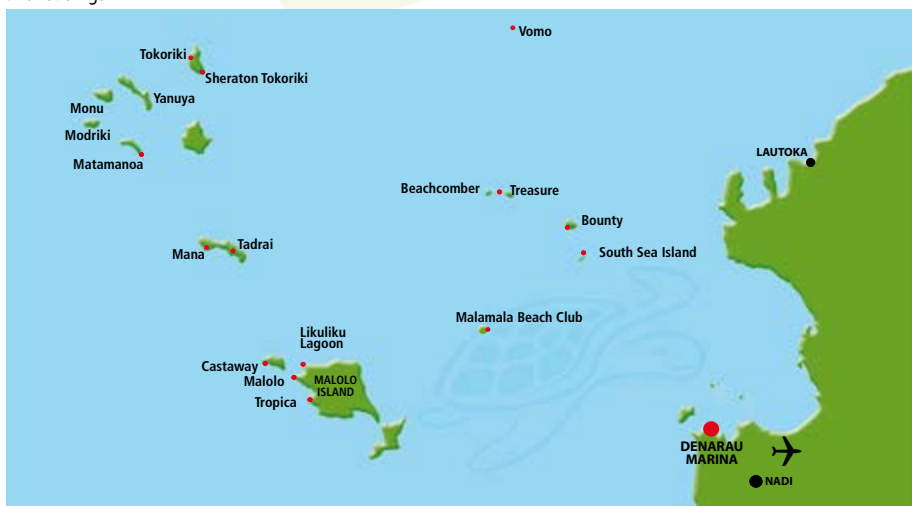 Vomo
Tokoriki
Sheraton Tokoriki
Yanuya
Monu
Modriki
Matamanoa
LAUTOKA
Beachcomber
Treasure
Bounty
Mana
Tadrai
South Sea Island
Malamala Beach Club
Likuliku
Lagoon
Castaway
Malolo
MALOLO
ISLAND
Tropica
DENARAU
MARINA
NADI